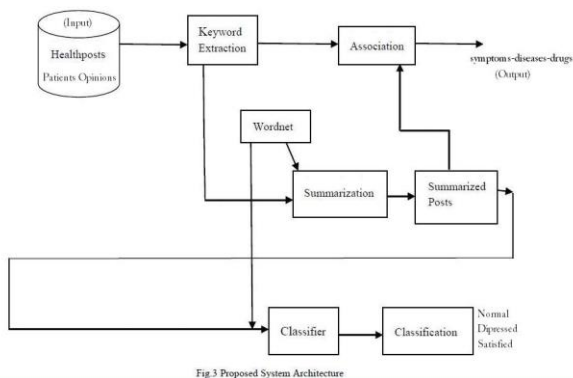 (Input)
Healthposts
Patients Opinions
Keyword
Extraction
Association
symptoms-diseases-drugs
(Output)
Wordnet
Summarization
Summarized
Posts
Classifier
Classification
Normal
Dipressed
Satisfied
Fig.3 Proposed System Architecture